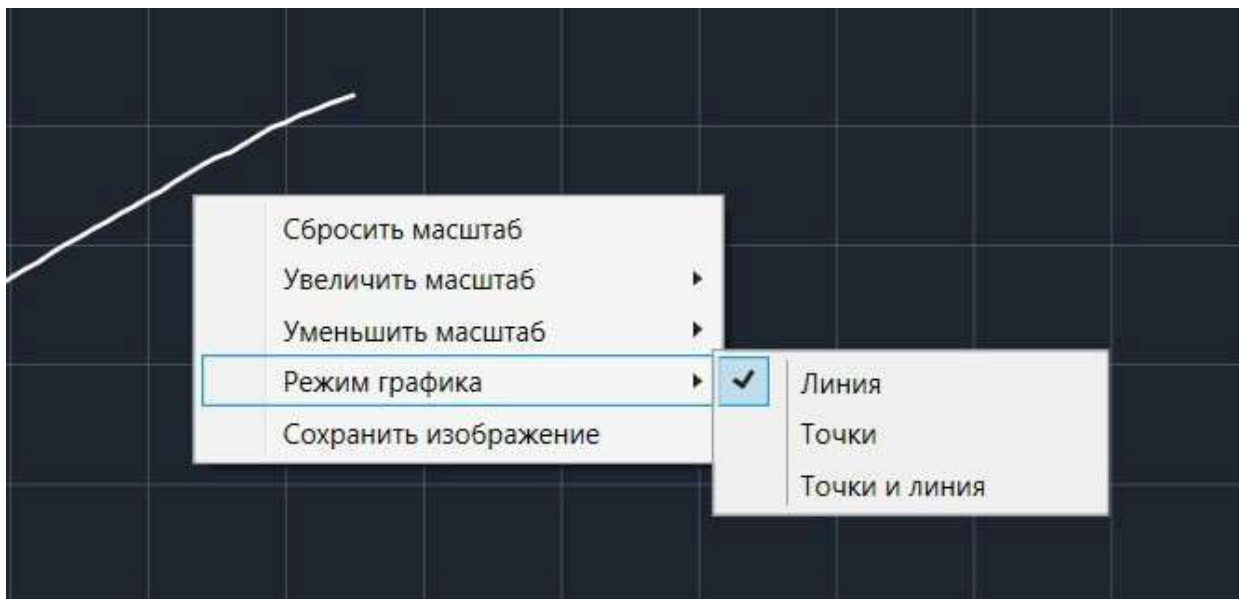 Сбросить масштаб
Увеличить масштаб
Уменьшить масштаб
Режим графика
Сохранить изображение
Линия
Точки
Точки и линия